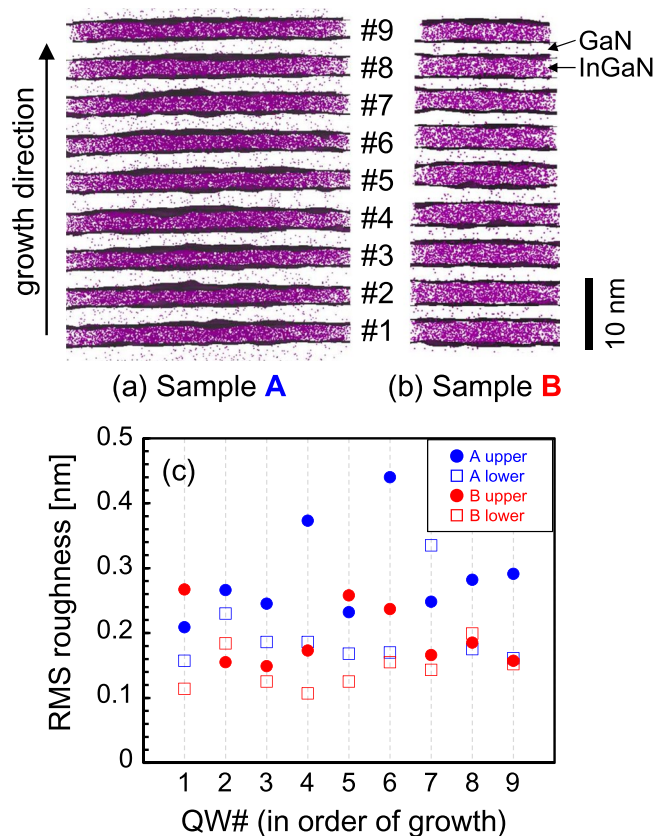 growth direction
#9
#8
#7
#6
#5
#4
#3
#2
#1
GaN
InGaN
10 nm
(a) Sample A
(b) Sample B
(c)
A upper
A lower
B upper
B lower
RMS roughness [nm]
0.5
0.4
0.3
0.2
0.1
0
1 2 3 4 5 6 7 8 9
QW# (in order of growth)